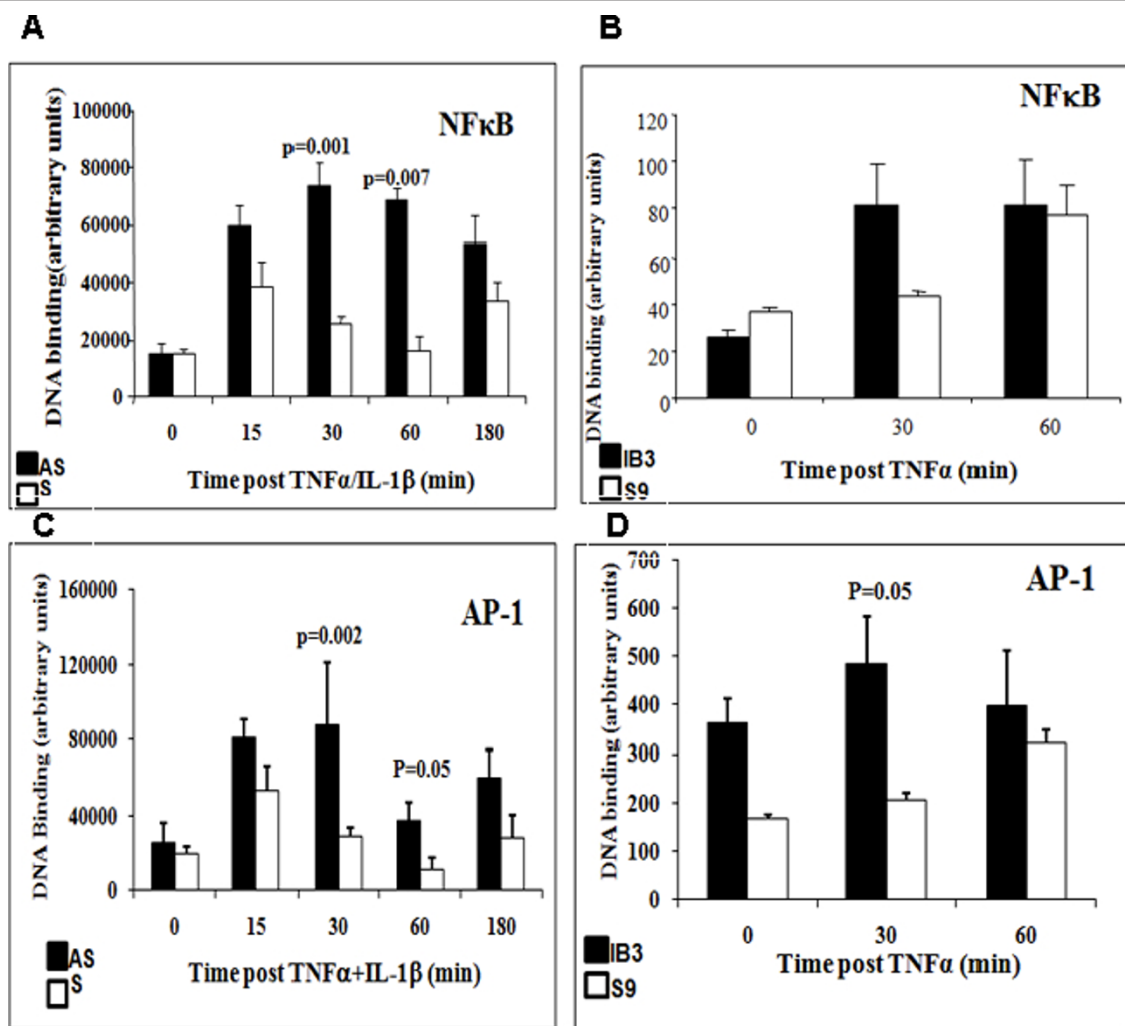 A
NFκB
DNA binding(arbitrary units)
100000
80000
60000
40000
20000
0
p=0.001
p=0.007
0 15 30 60 180
AS
S
Time post TNFα/IL-1β (min)
B
NFκB
DNA binding (arbitrary units)
120
100
80
60
40
20
0
0 30 60
IB3
S9
Time post TNFα (min)
C
AP-1
DNA Binding (arbitrary units)
160000
120000
80000
40000
0
p=0.002
P=0.05
0 15 30 60 180
AS
S
Time post TNFα+IL-1β (min)
D
AP-1
DNA binding (arbitrary units)
700
600
500
400
300
200
100
0
P=0.05
0 30 60
IB3
S9
Time post TNFα (min)